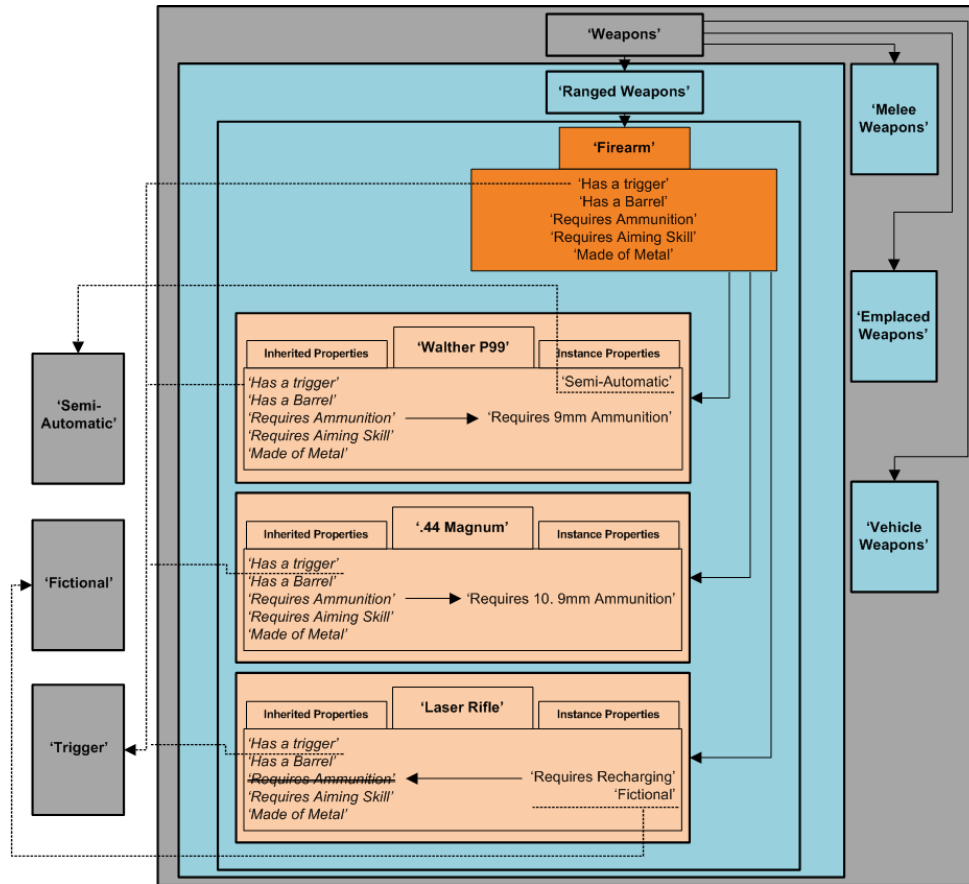 ‘Weapons’
‘Ranged Weapons’
‘Melee
Weapons’
‘Firearm’
‘Has a trigger’
‘Has a Barrel’
‘Requires Ammunition’
‘Requires Aiming Skill’
‘Made of Metal’
‘Emplaced
Weapons’
‘Vehicle
Weapons’
‘Semi-
Automatic’
‘Fictional’
‘Trigger’
Inherited Properties
‘Walther P99’
Instance Properties
‘Has a trigger’
‘Semi-Automatic’
‘Has a Barrel’
‘Requires Ammunition’
‘Requires 9mm Ammunition’
‘Requires Aiming Skill’
‘Made of Metal’
Inherited Properties
‘.44 Magnum’
Instance Properties
‘Has a trigger’
‘Has a Barrel’
‘Requires Ammunition’
‘Requires 10. 9mm Ammunition’
‘Requires Aiming Skill’
‘Made of Metal’
Inherited Properties
‘Laser Rifle’
Instance Properties
‘Has a trigger’
‘Has a Barrel’
‘Requires Ammunition’
‘Requires Recharging’
‘Requires Aiming Skill’
‘Fictional’
‘Made of Metal’